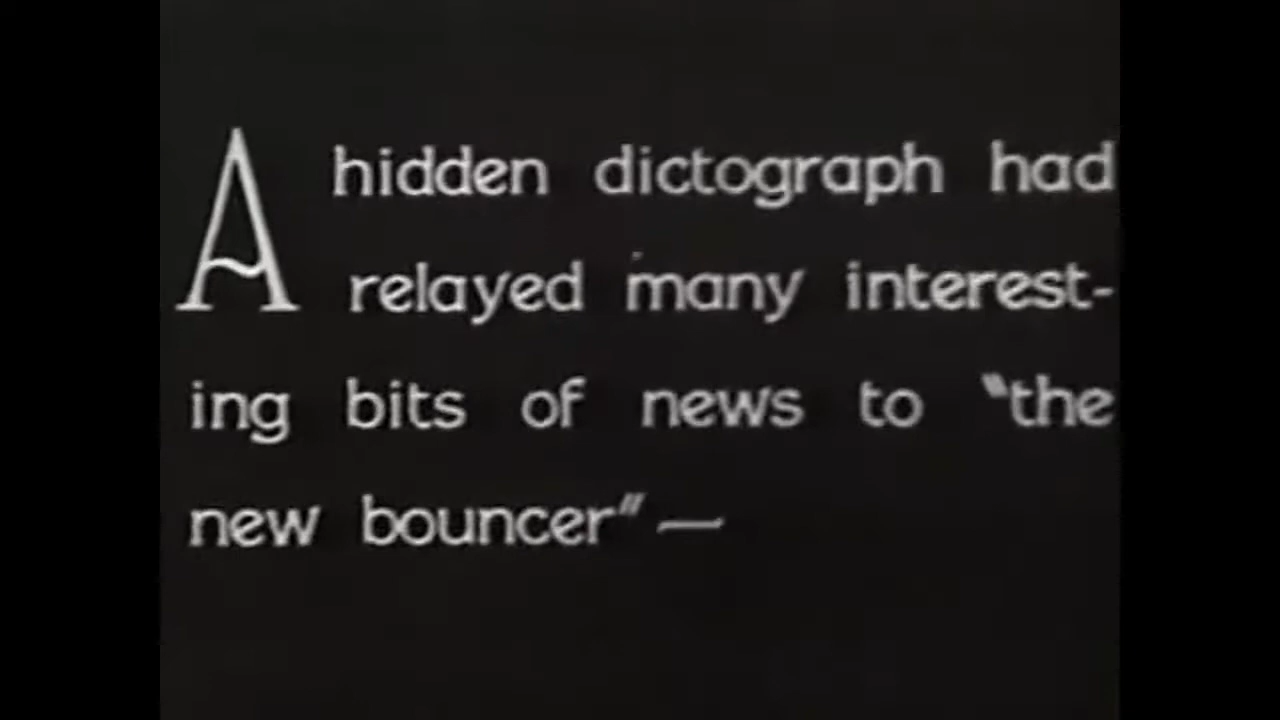 A hidden dictograph had
relayed many interest-
ing bits of news to "the
new bouncer" —